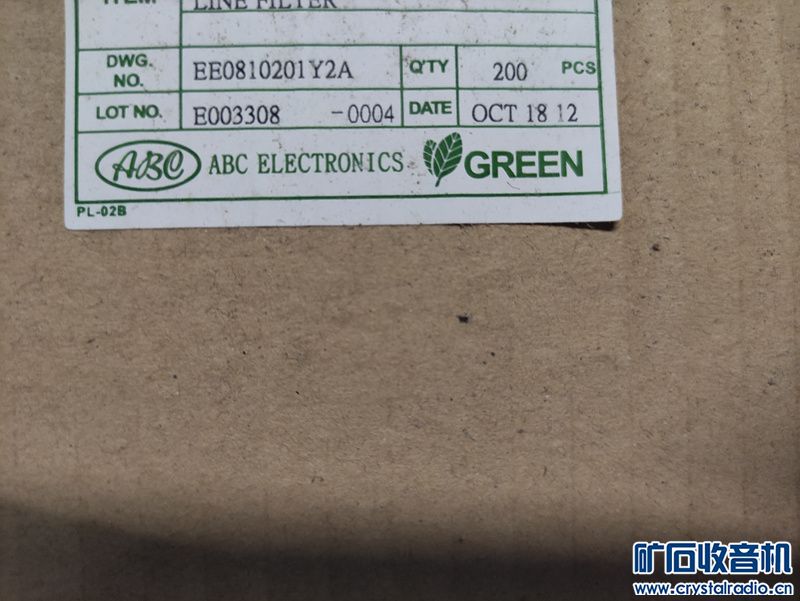 ITEM LINE FILTER
DWG. NO. EE0810201Y2A Q'TY 200 PCS
LOT NO. E003308 -0004 DATE OCT 18 12
ABC ABC ELECTRONICS GREEN
PL-02B
矿石收音机
www.crystalradio.cn